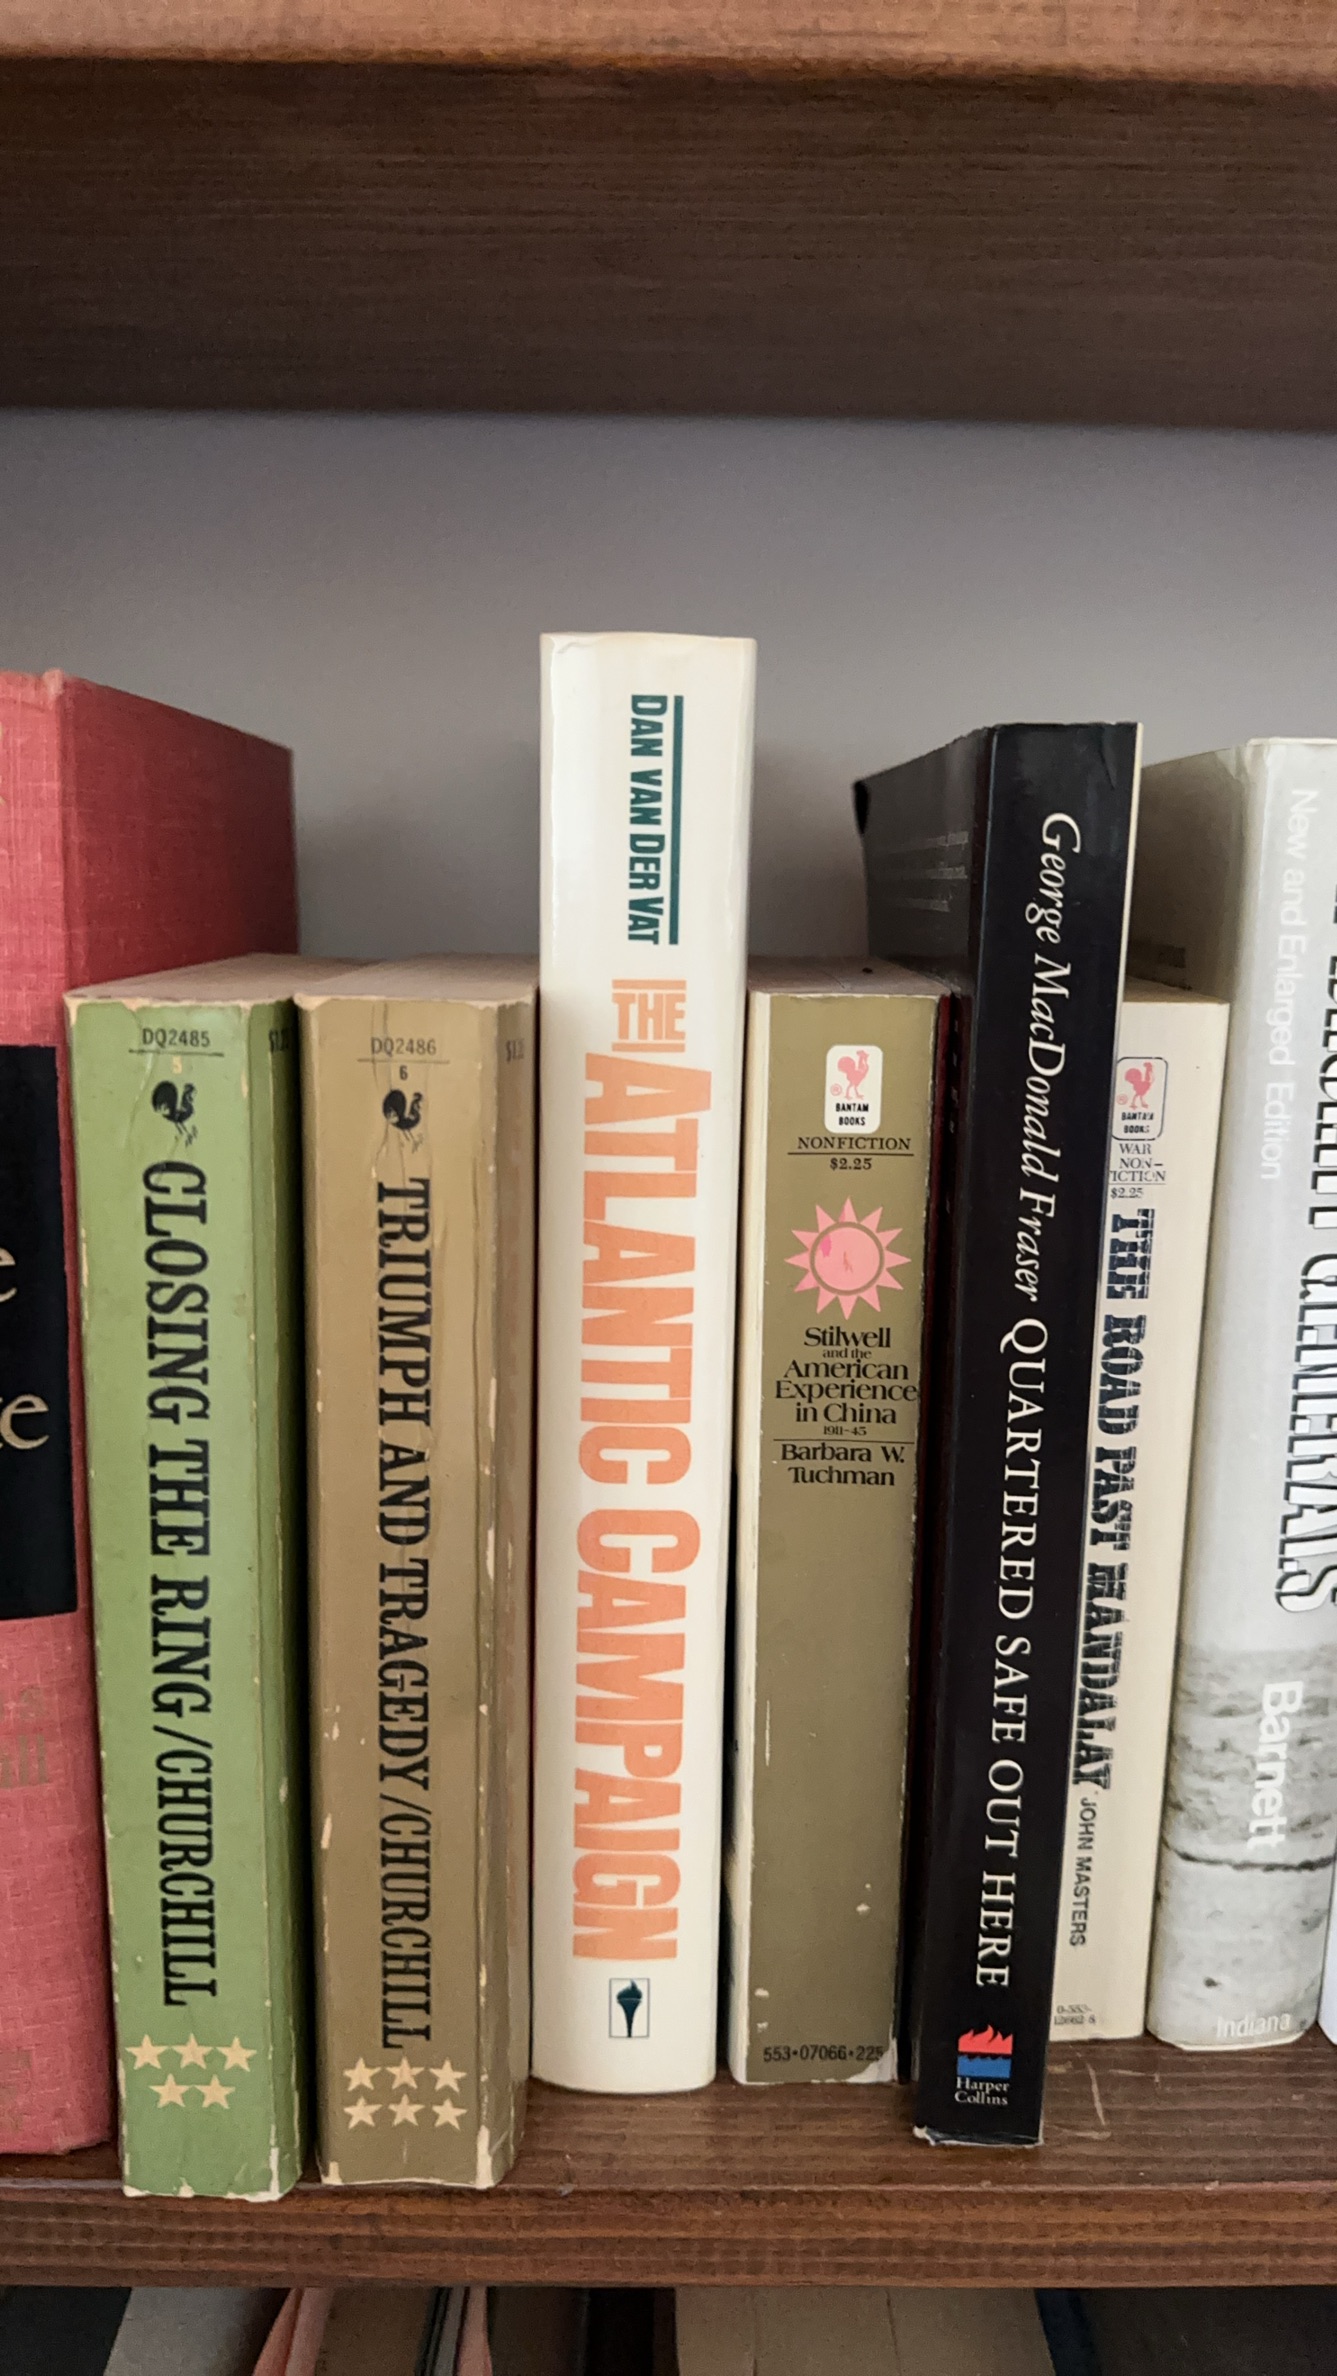 DQ2485
5
CLOSING THE RING/CHURCHILL
DQ2486
6
TRIUMPH AND TRAGEDY/CHURCHILL
DAN VAN DER VAT
THE ATLANTIC CAMPAIGN
BANTAM
BOOKS
NONFICTION
$2.25
Stilwell
and the
American
Experience
in China
1911-45
Barbara W.
Tuchman
553•07066•225
George MacDonald Fraser QUARTERED SAFE OUT HERE
Harper
Collins
BANTAM
BOOKS
WAR
NON-
FICTION
$2.25
THE ROAD PAST MANDALAY JOHN MASTERS
0-553-
New and Enlarged Edition
GENERALS
Barnett
Indiana